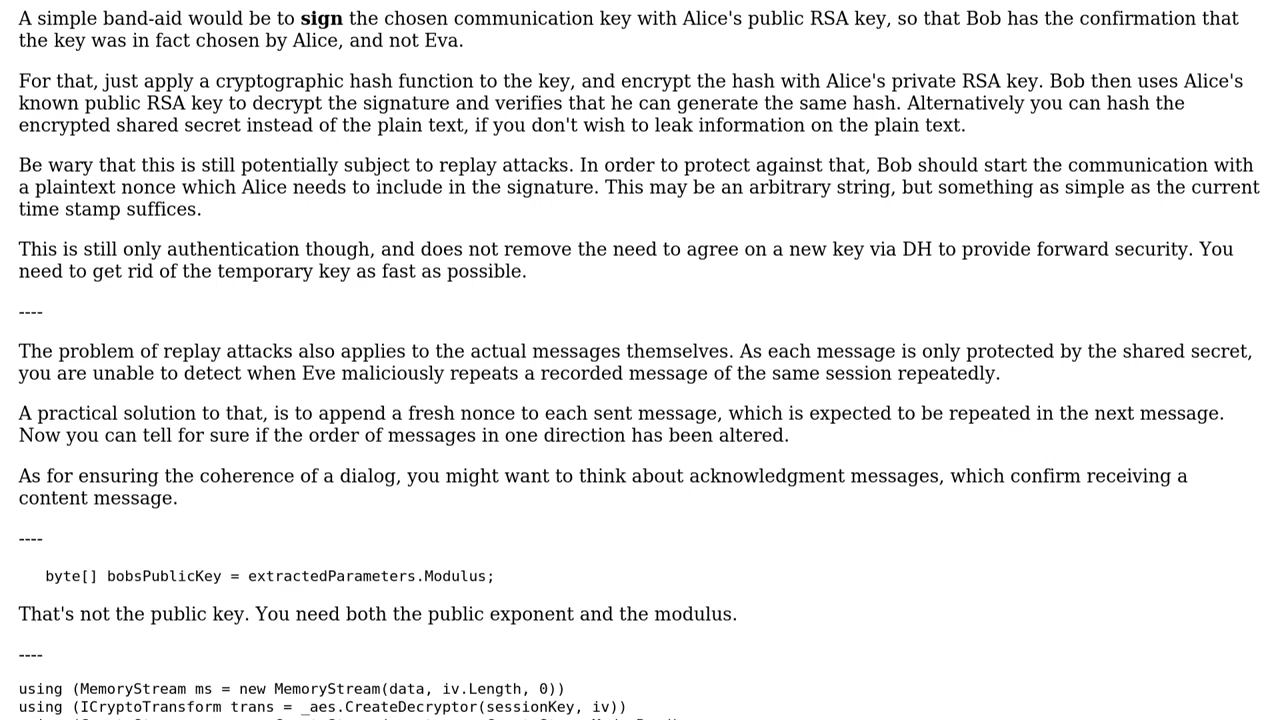 A simple band-aid would be to sign the chosen communication key with Alice's public RSA key, so that Bob has the confirmation that
the key was in fact chosen by Alice, and not Eva.
For that, just apply a cryptographic hash function to the key, and encrypt the hash with Alice's private RSA key. Bob then uses Alice's
known public RSA key to decrypt the signature and verifies that he can generate the same hash. Alternatively you can hash the
encrypted shared secret instead of the plain text, if you don't wish to leak information on the plain text.
Be wary that this is still potentially subject to replay attacks. In order to protect against that, Bob should start the communication with
a plaintext nonce which Alice needs to include in the signature. This may be an arbitrary string, but something as simple as the current
time stamp suffices.
This is still only authentication though, and does not remove the need to agree on a new key via DH to provide forward security. You
need to get rid of the temporary key as fast as possible.
----
The problem of replay attacks also applies to the actual messages themselves. As each message is only protected by the shared secret,
you are unable to detect when Eve maliciously repeats a recorded message of the same session repeatedly.
A practical solution to that, is to append a fresh nonce to each sent message, which is expected to be repeated in the next message.
Now you can tell for sure if the order of messages in one direction has been altered.
As for ensuring the coherence of a dialog, you might want to think about acknowledgment messages, which confirm receiving a
content message.
----
byte[] bobsPublicKey = extractedParameters.Modulus;
That's not the public key. You need both the public exponent and the modulus.
----
using (MemoryStream ms = new MemoryStream(data, iv.Length, 0))
using (ICryptoTransform trans = _aes.CreateDecryptor(sessionKey, iv))